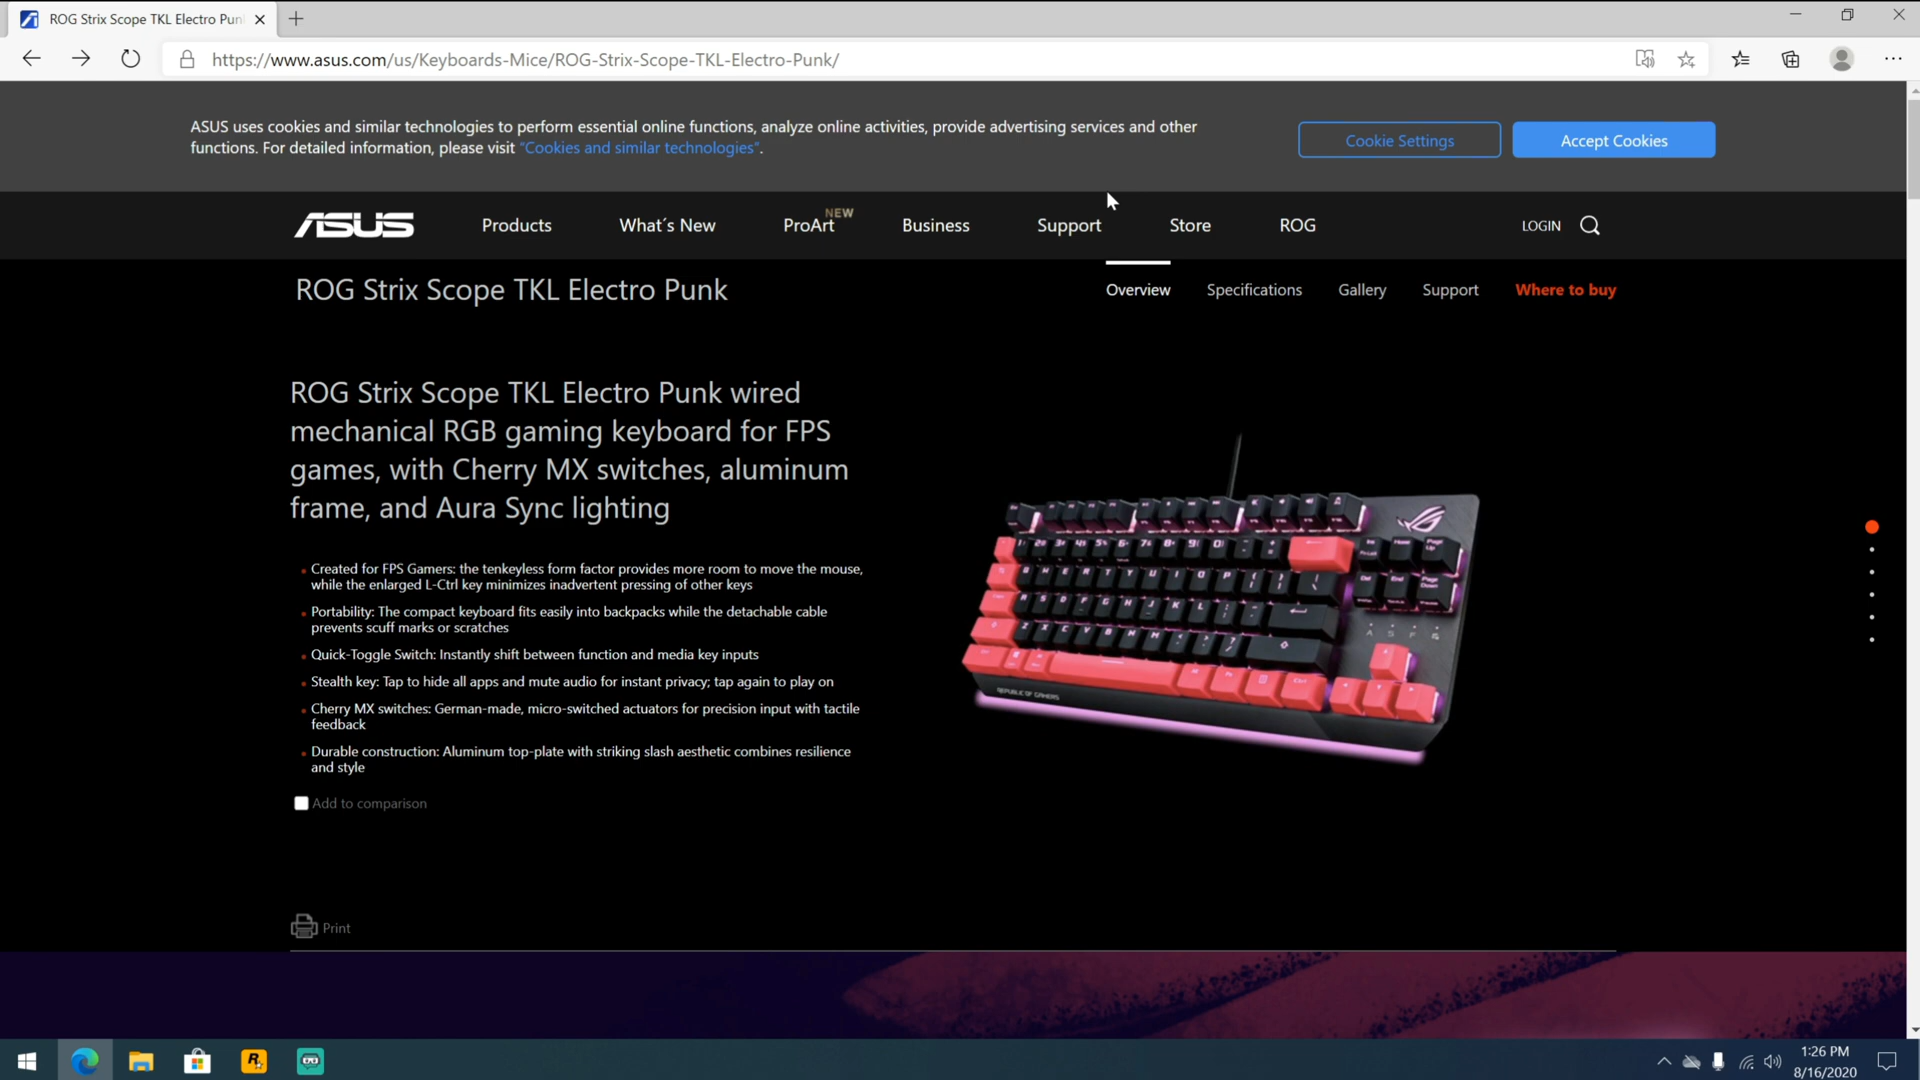 ROG Strix Scope TKL Electro Pun
https://www.asus.com/us/Keyboards-Mice/ROG-Strix-Scope-TKL-Electro-Punk/
ASUS uses cookies and similar technologies to perform essential online functions, analyze online activities, provide advertising services and other
functions. For detailed information, please visit "Cookies and similar technologies".
Cookie Settings
Accept Cookies
ASUS
Products
What´s New
ProArt
NEW
Business
Support
Store
ROG
LOGIN
ROG Strix Scope TKL Electro Punk
Overview
Specifications
Gallery
Support
Where to buy
ROG Strix Scope TKL Electro Punk wired
mechanical RGB gaming keyboard for FPS
games, with Cherry MX switches, aluminum
frame, and Aura Sync lighting
Created for FPS Gamers: the tenkeyless form factor provides more room to move the mouse,
while the enlarged L-Ctrl key minimizes inadvertent pressing of other keys
Portability: The compact keyboard fits easily into backpacks while the detachable cable
prevents scuff marks or scratches
Quick-Toggle Switch: Instantly shift between function and media key inputs
Stealth key: Tap to hide all apps and mute audio for instant privacy; tap again to play on
Cherry MX switches: German-made, micro-switched actuators for precision input with tactile
feedback
Durable construction: Aluminum top-plate with striking slash aesthetic combines resilience
and style
Add to comparison
REPUBLIC OF GAMERS
Print
1:26 PM
8/16/2020